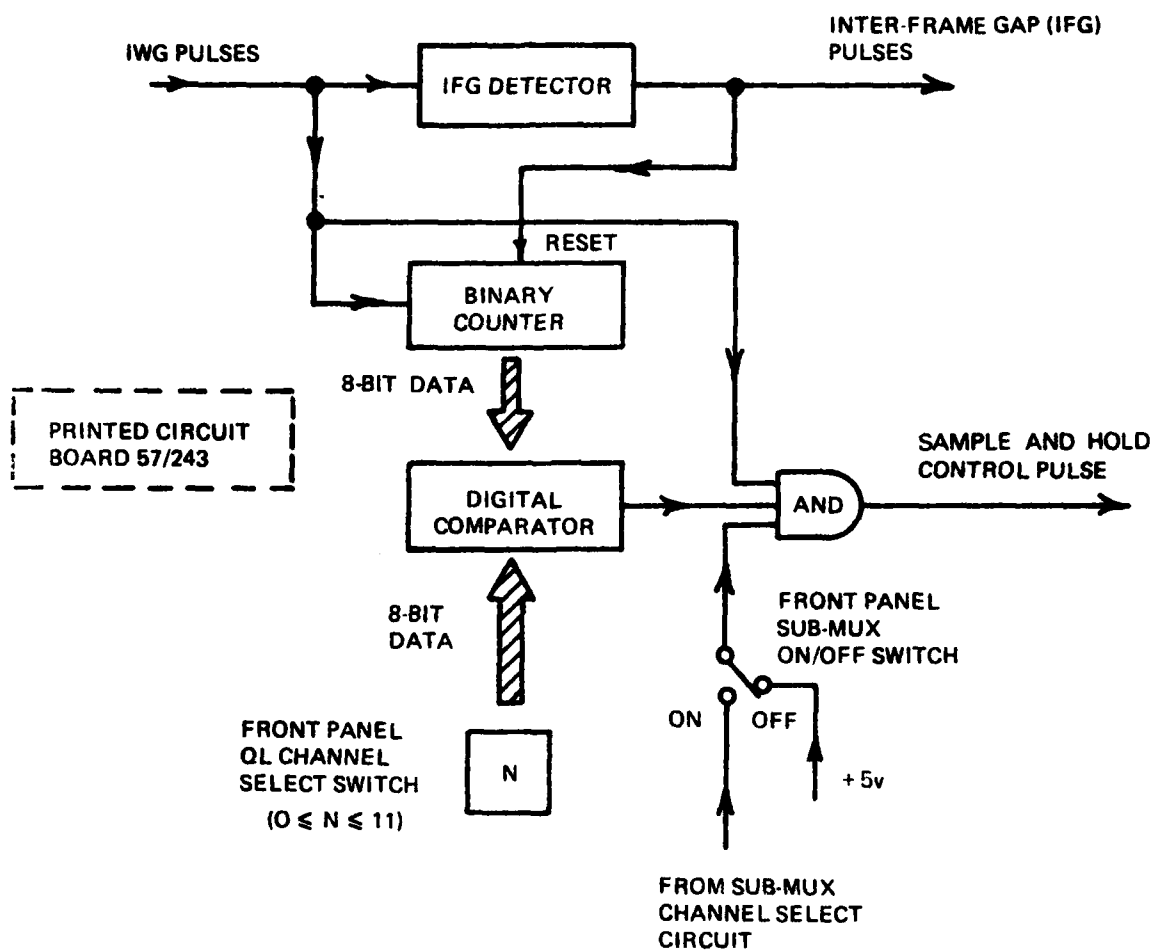 INTER-FRAME GAP (IFG)
PULSES
IWG PULSES
IFG DETECTOR
RESET
BINARY
COUNTER
8-BIT DATA
PRINTED CIRCUIT
BOARD 57/243
SAMPLE AND HOLD
CONTROL PULSE
DIGITAL
COMPARATOR
AND
8-BIT
DATA
FRONT PANEL
SUB-MUX
ON/OFF SWITCH
ON
OFF
FRONT PANEL
QL CHANNEL
SELECT SWITCH
(O ⩽ N ⩽ 11)
N
+ 5v
FROM SUB-MUX
CHANNEL SELECT
CIRCUIT